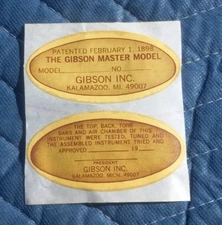 PATENTED FEBRUARY 1, 1898
THE GIBSON MASTER MODEL
MODEL NO.
GIBSON INC.
KALAMAZOO, MI. 49007
THE TOP, BACK, TONE
BARS AND AIR CHAMBER OF THIS
INSTRUMENT WERE TESTED, TUNED AND
THE ASSEMBLED INSTRUMENT TRIED AND
APPROVED 19
PRESIDENT
GIBSON INC.
KALAMAZOO, MICH. 49007